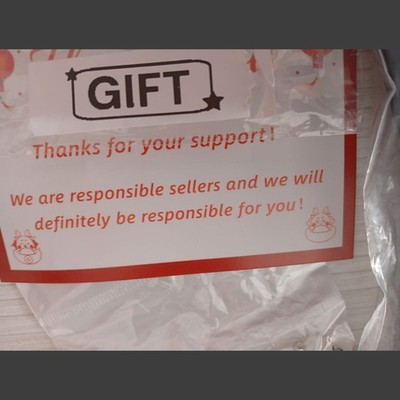 GIFT
Thanks for your support!
We are responsible sellers and we will
definitely be responsible for you!